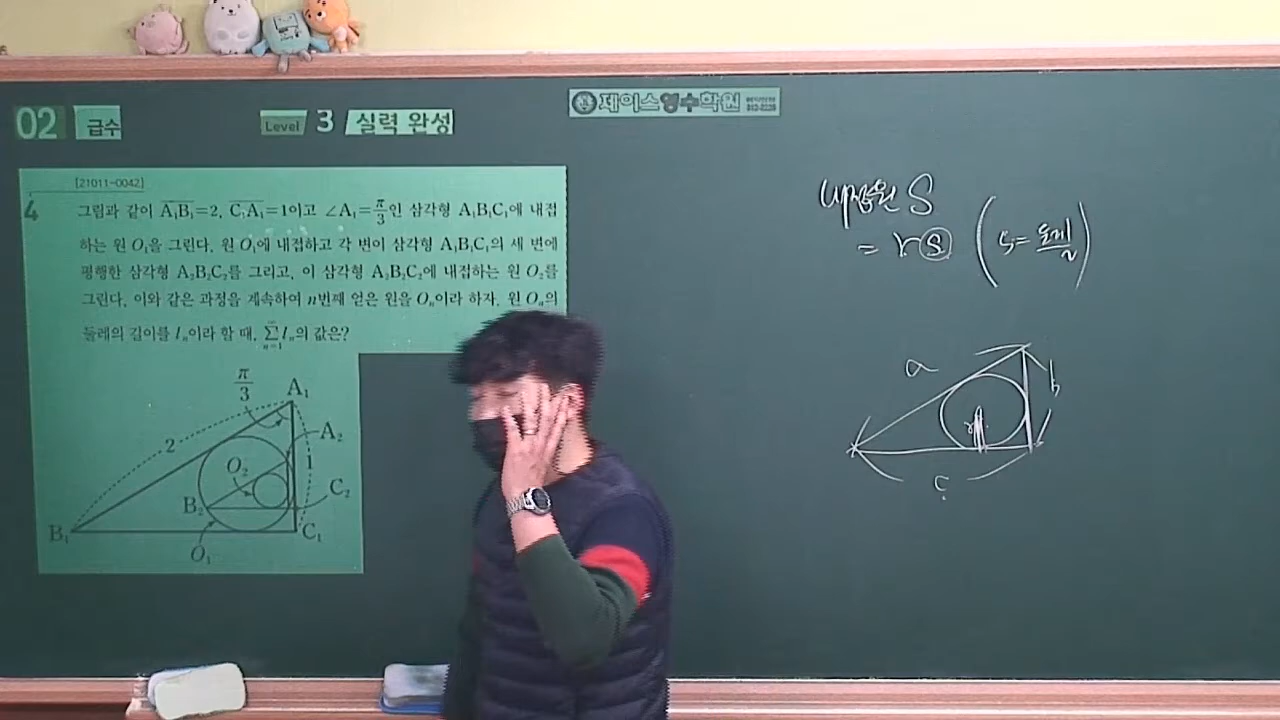 02 급수
Level 3 실력 완성
제이스영수학원
[21011-0042]
4 그림과 같이 A₁B₁=2, C₁A₁=1이고 ∠A₁=π/3인 삼각형 A₁B₁C₁에 내접
하는 원 O₁을 그린다. 원 O₁에 내접하고 각 변이 삼각형 A₁B₁C₁의 세 변에
평행한 삼각형 A₂B₂C₂를 그리고, 이 삼각형 A₂B₂C₂에 내접하는 원 O₂를
그린다. 이와 같은 과정을 계속하여 n번째 얻은 원을 Oₙ이라 하자. 원 Oₙ의
둘레의 길이를 lₙ이라 할 때, ∑ₙ₌₁^∞ lₙ의 값은?
π/3
A₁
2
A₂
1
O₂
B₂
C₂
B₁
C₁
O₁
내접원 S
= r·s (s = 둘레/2)
a
b
r
c